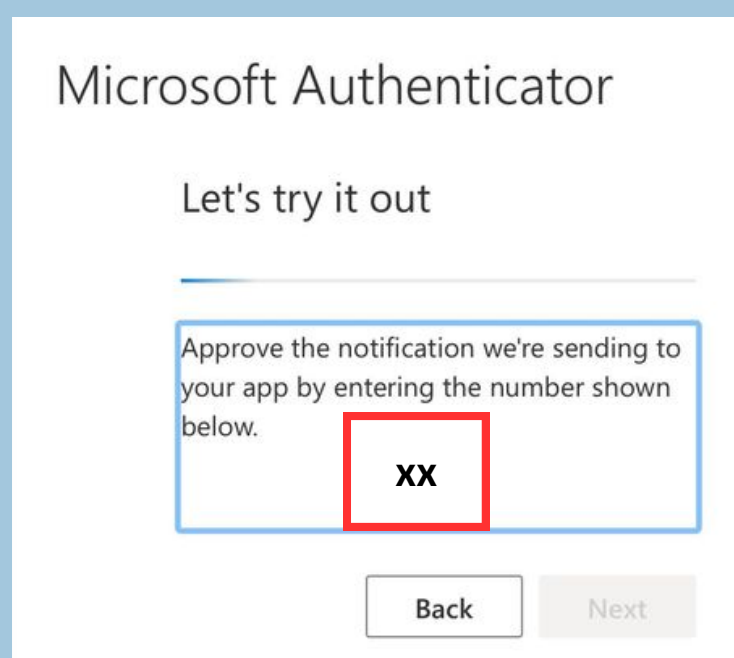 Microsoft Authenticator
Let's try it out
Approve the notification we're sending to
your app by entering the number shown
below.
xx
Back
Next